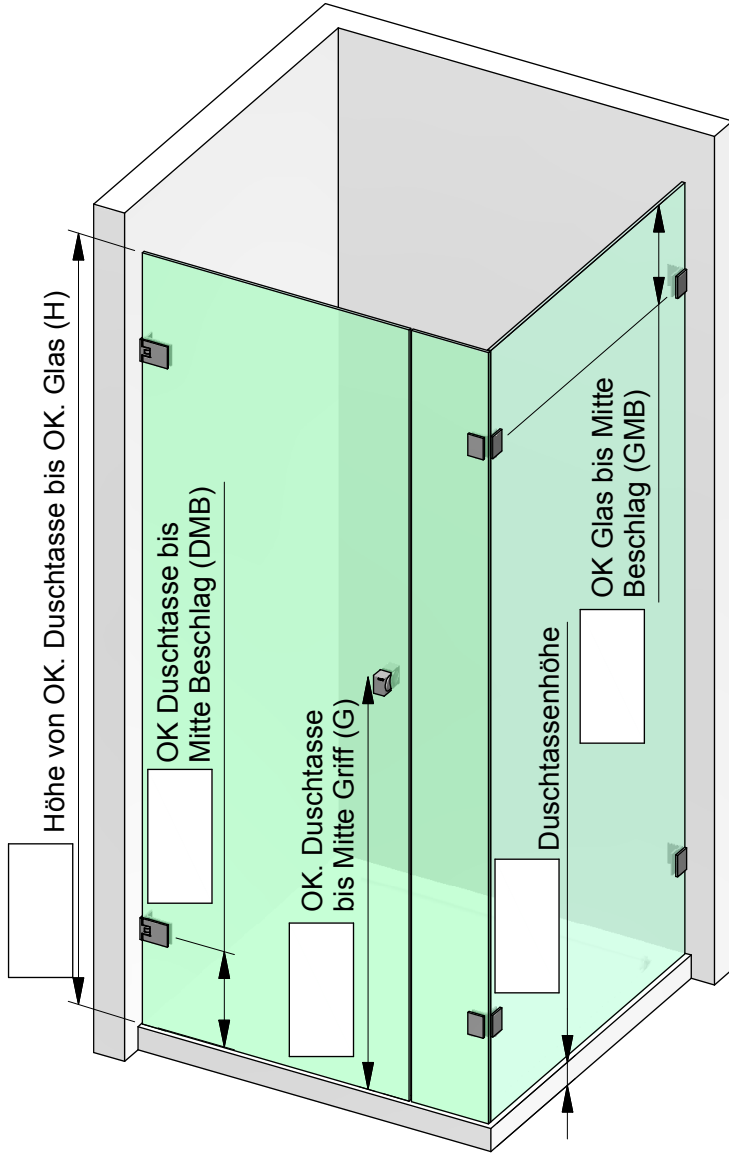 Höhe von OK. Duschtasse bis OK. Glas (H)
OK Duschtasse bis
Mitte Beschlag (DMB)
OK. Duschtasse
bis Mitte Griff (G)
Duschtassenhöhe
OK Glas bis Mitte
Beschlag (GMB)